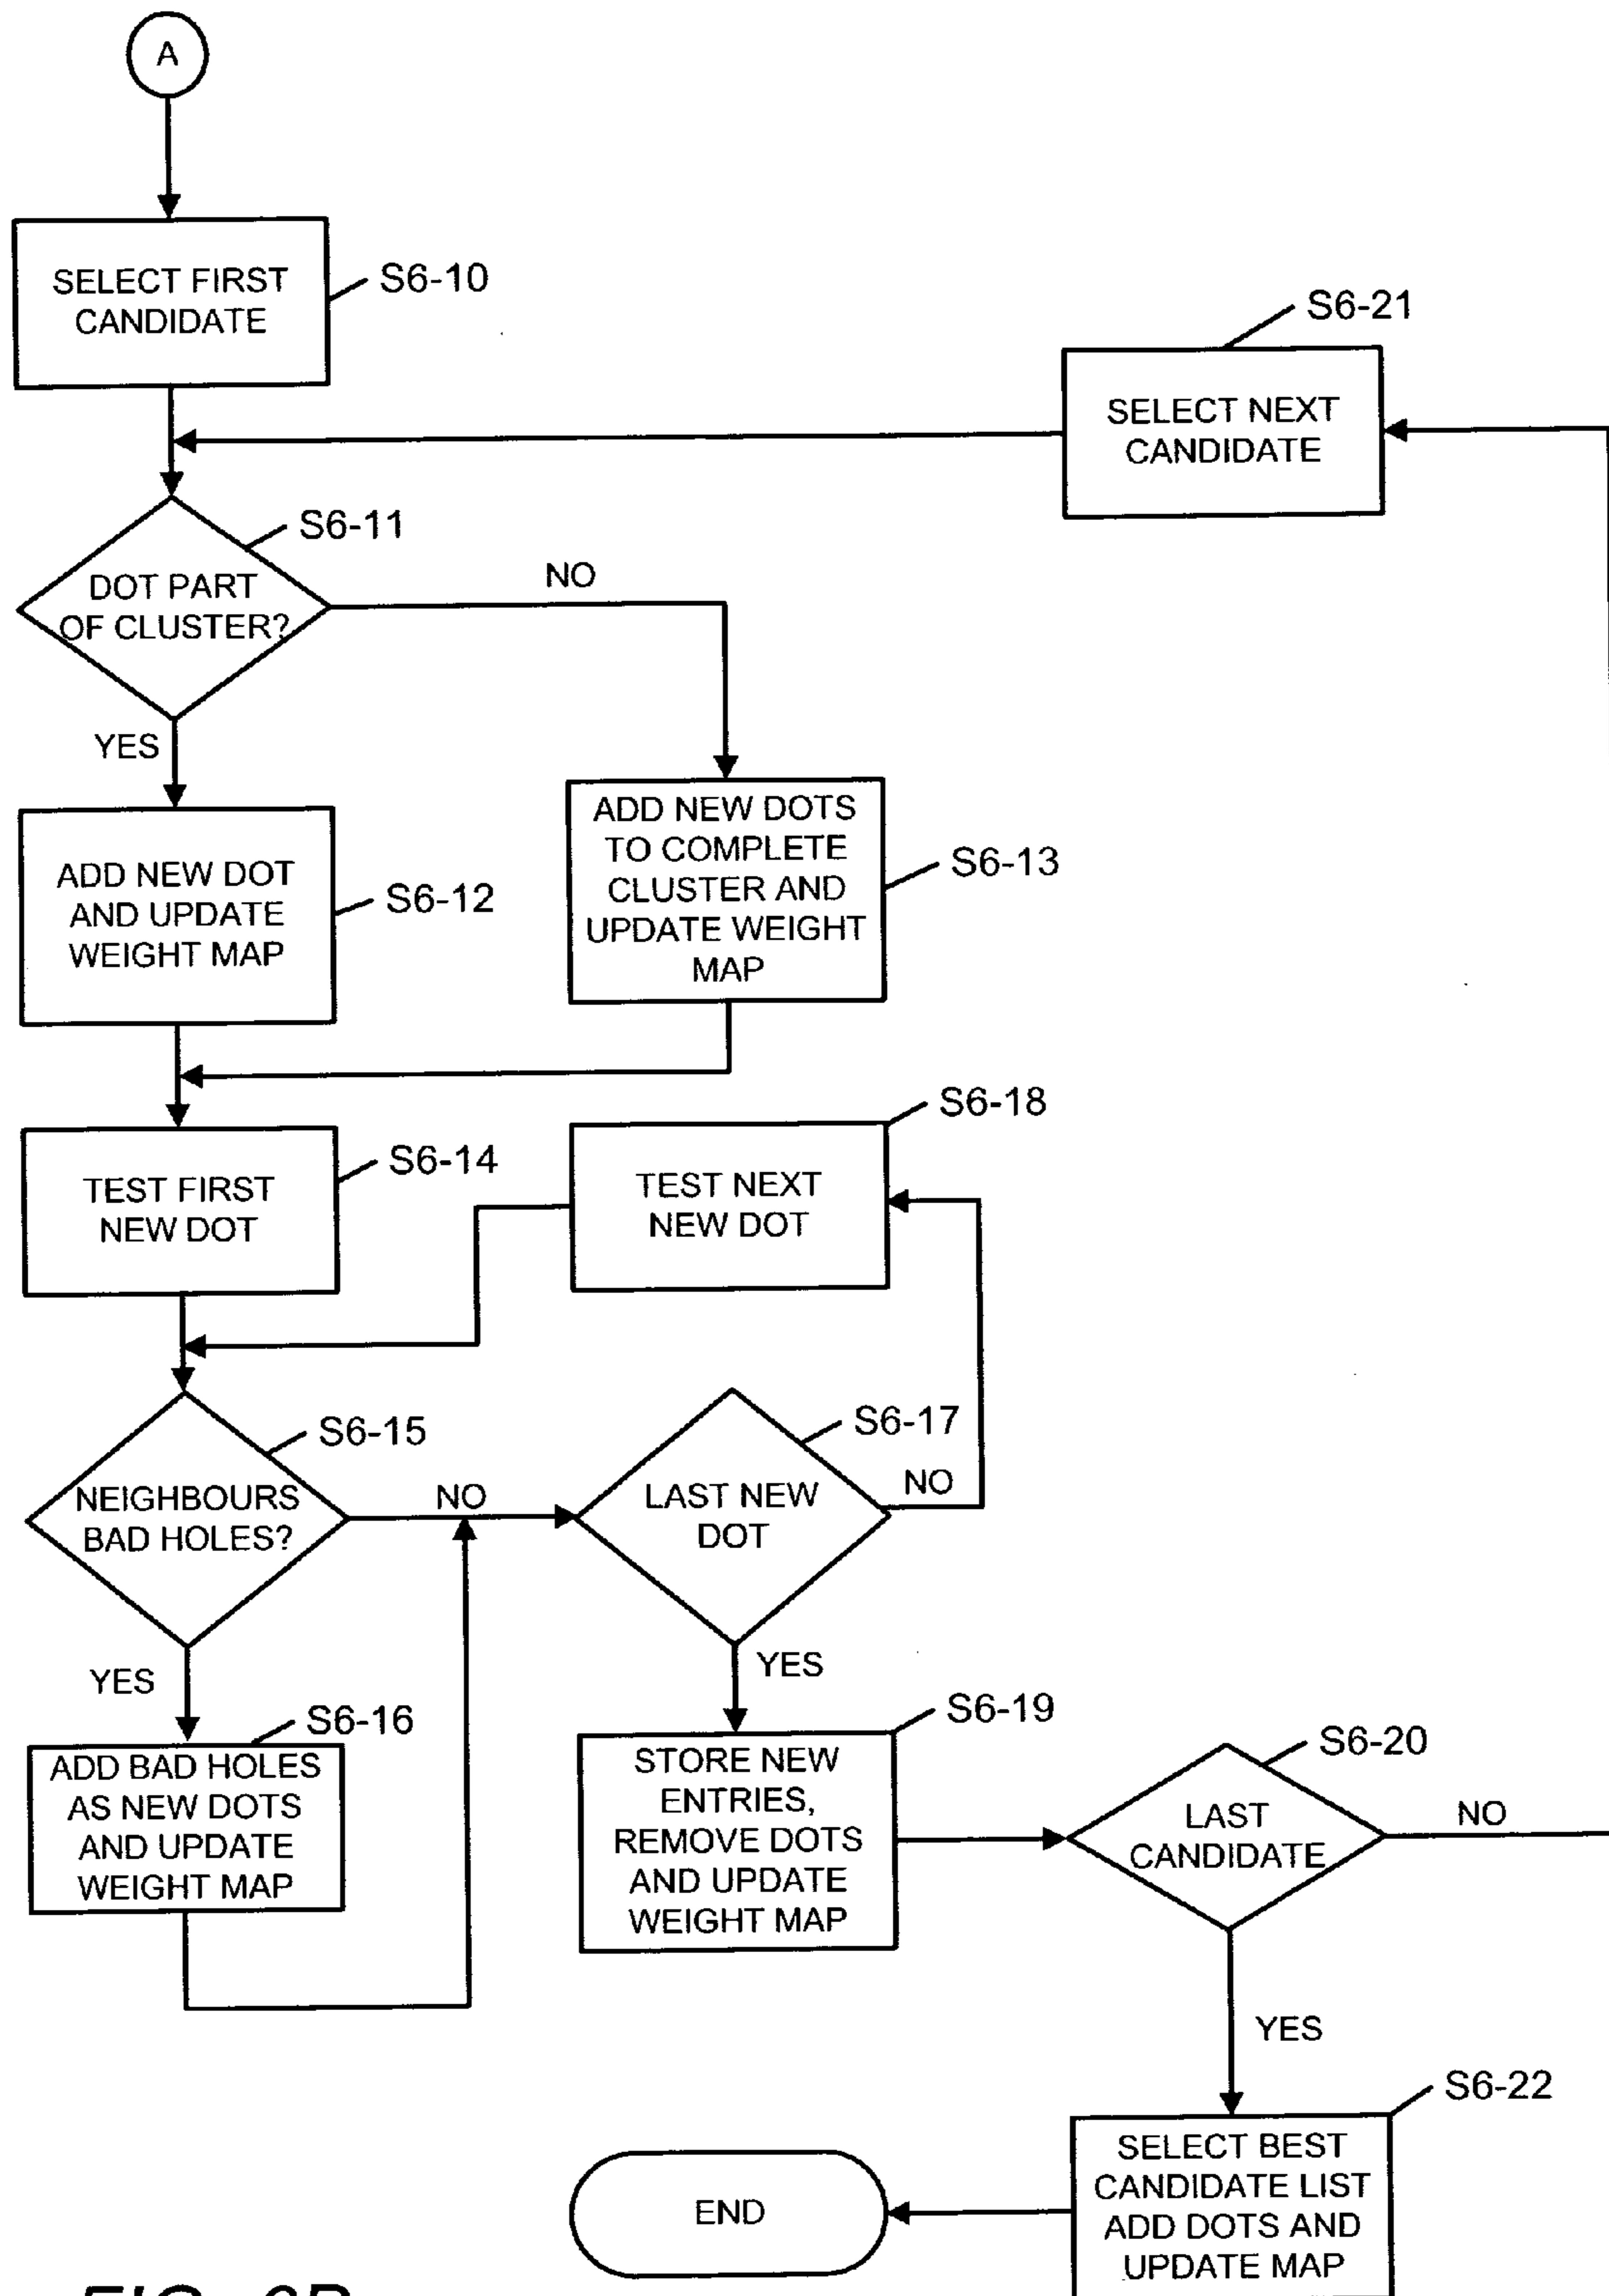 A
SELECT FIRST
CANDIDATE
S6-10
S6-21
SELECT NEXT
CANDIDATE
S6-11
DOT PART
OF CLUSTER?
NO
YES
ADD NEW DOT
AND UPDATE
WEIGHT MAP
S6-12
ADD NEW DOTS
TO COMPLETE
CLUSTER AND
UPDATE WEIGHT
MAP
S6-13
S6-18
TEST FIRST
NEW DOT
S6-14
TEST NEXT
NEW DOT
S6-15
NEIGHBOURS
BAD HOLES?
NO
S6-17
LAST NEW
DOT
NO
YES
YES
S6-16
ADD BAD HOLES
AS NEW DOTS
AND UPDATE
WEIGHT MAP
S6-19
STORE NEW
ENTRIES,
REMOVE DOTS
AND UPDATE
WEIGHT MAP
S6-20
LAST
CANDIDATE
NO
YES
S6-22
SELECT BEST
CANDIDATE LIST
ADD DOTS AND
UPDATE MAP
END